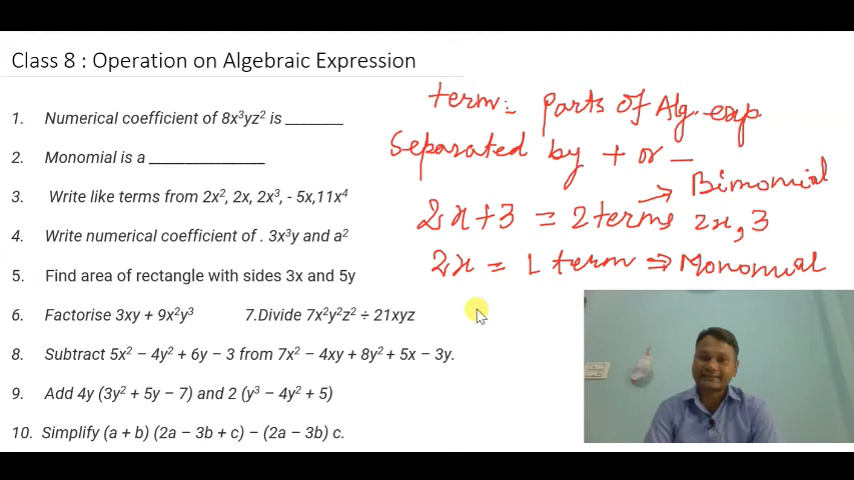 Class 8 : Operation on Algebraic Expression
1. Numerical coefficient of 8x³yz² is ______
2. Monomial is a ____________
3. Write like terms from 2x², 2x, 2x³, - 5x,11x⁴
4. Write numerical coefficient of . 3x³y and a²
5. Find area of rectangle with sides 3x and 5y
6. Factorise 3xy + 9x²y³ 7.Divide 7x²y²z² ÷ 21xyz
8. Subtract 5x² – 4y² + 6y – 3 from 7x² – 4xy + 8y² + 5x – 3y.
9. Add 4y (3y² + 5y – 7) and 2 (y³ – 4y² + 5)
10. Simplify (a + b) (2a – 3b + c) – (2a – 3b) c.
term: Parts of Alg. exp
Separated by + or –
→ Bimomial
2x+3 = 2 terms 2x, 3
2x = 1 term ⇒ Monomial